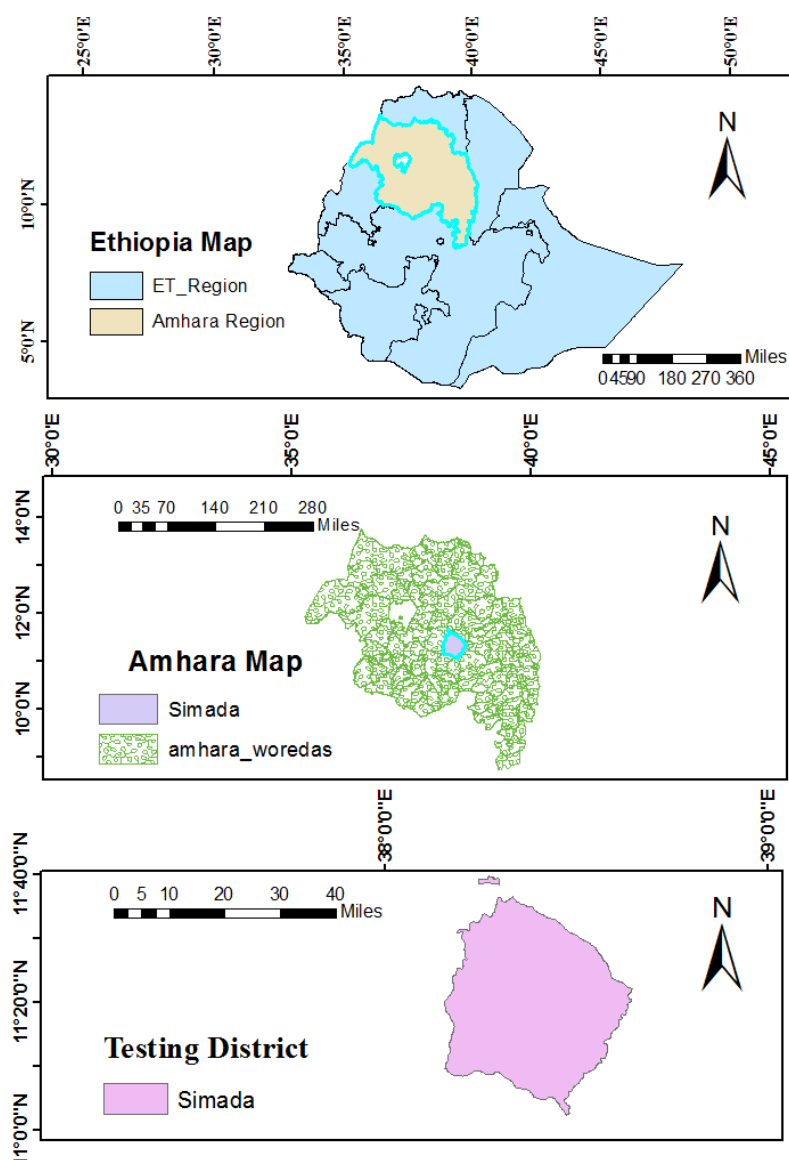 25°0'E 30°0'E 35°0'E 40°0'E 45°0'E 50°0'E
N
10°0'N
Ethiopia Map
ET_Region
Amhara Region
5°0'N
Miles
0 45 90 180 270 360
30°0'E 35°0'E 40°0'E 45°0'E
14°0'N
0 35 70 140 210 280
Miles
N
12°0'N
Amhara Map
10°0'N
Simada
amhara_woredas
38°0'0"E 39°0'0"E
11°40'0"N
0 5 10 20 30 40
Miles
N
11°20'0"N
Testing District
Simada
11°0'0"N